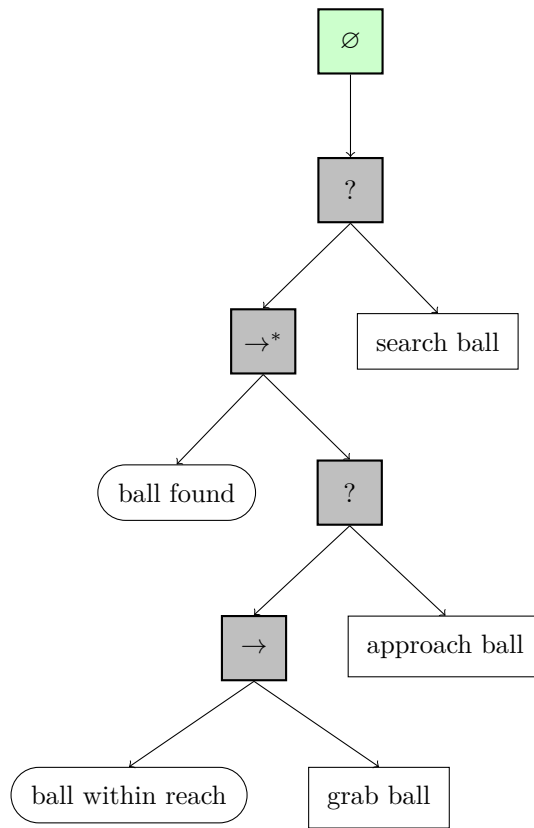 ∅
?
→*
search ball
ball found
?
→
approach ball
ball within reach
grab ball